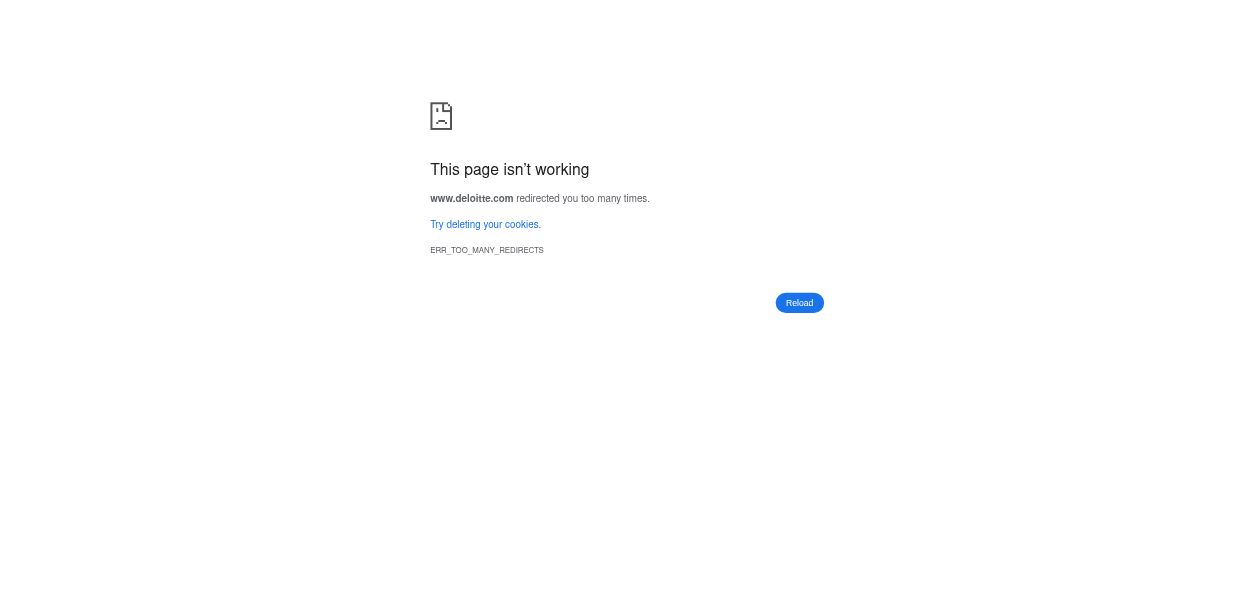 This page isn't working
www.deloitte.com redirected you too many times.
Try deleting your cookies.
ERR_TOO_MANY_REDIRECTS
Reload